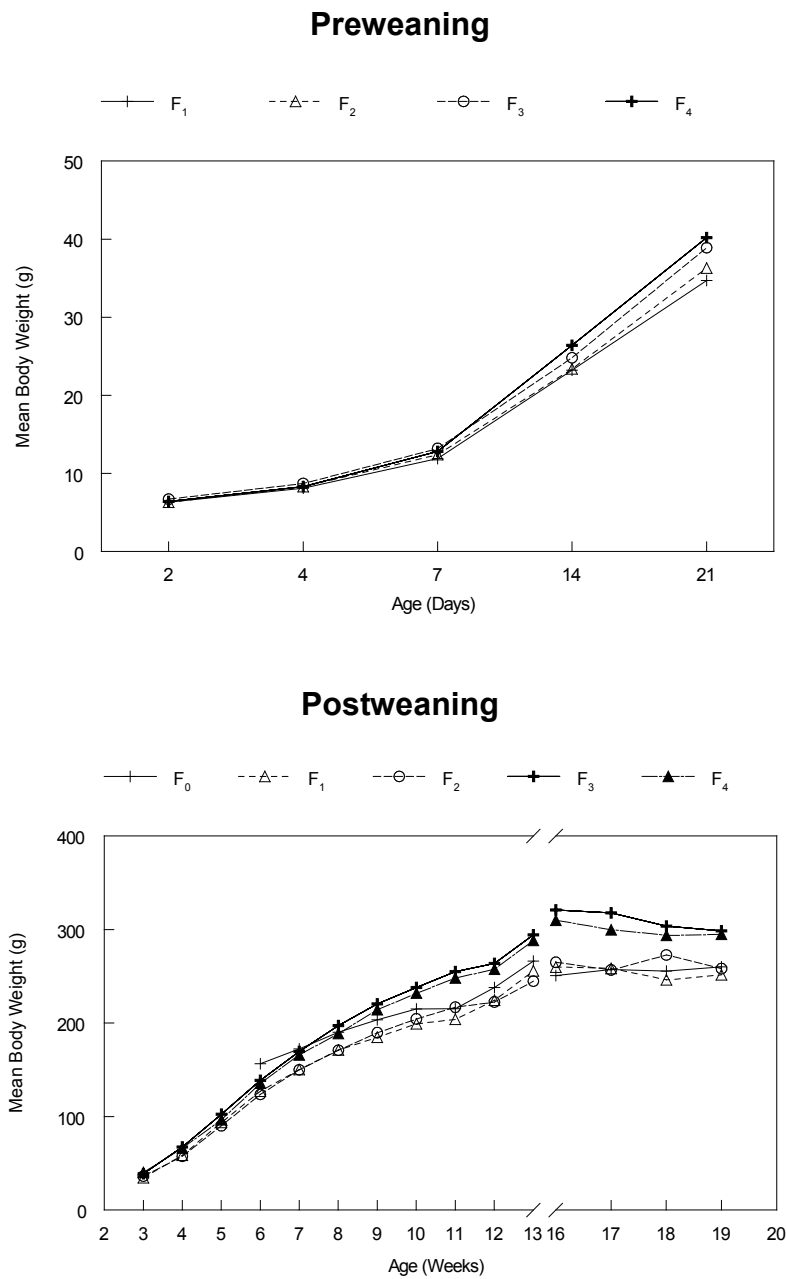 Preweaning
F1 F2 F3 F4
50
40
30
20
10
0
Mean Body Weight (g)
2 4 7 14 21
Age (Days)
Postweaning
F0 F1 F2 F3 F4
400
300
200
100
0
Mean Body Weight (g)
2 3 4 5 6 7 8 9 10 11 12 13 16 17 18 19 20
Age (Weeks)